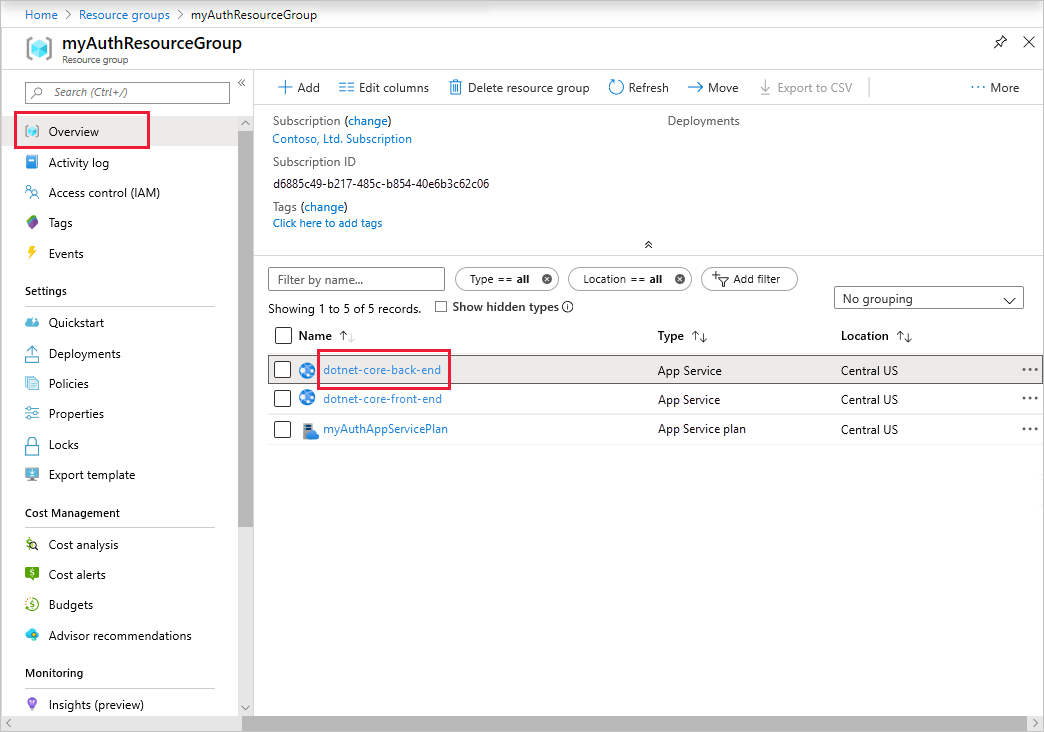 Home > Resource groups > myAuthResourceGroup
myAuthResourceGroup
Resource group
Search (Ctrl+/)
Overview
Activity log
Access control (IAM)
Tags
Events
Settings
Quickstart
Deployments
Policies
Properties
Locks
Export template
Cost Management
Cost analysis
Cost alerts
Budgets
Advisor recommendations
Monitoring
Insights (preview)
Add Edit columns Delete resource group Refresh Move Export to CSV More
Subscription (change) Deployments
Contoso, Ltd. Subscription
Subscription ID
d6885c49-b217-485c-b854-40e6b3c62c06
Tags (change)
Click here to add tags
Filter by name... Type == all Location == all Add filter
Showing 1 to 5 of 5 records. Show hidden types No grouping
Name Type Location
dotnet-core-back-end App Service Central US
dotnet-core-front-end App Service Central US
myAuthAppServicePlan App Service plan Central US